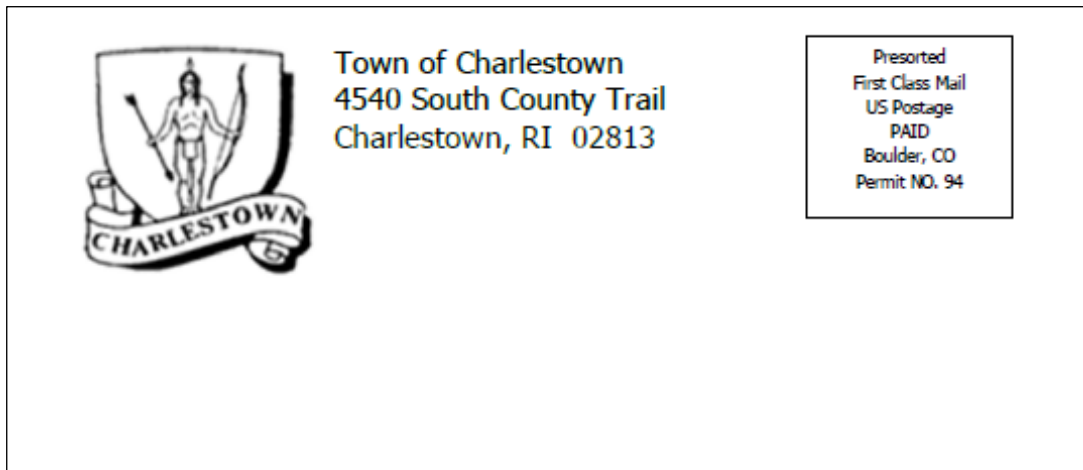 Town of Charlestown
4540 South County Trail
Charlestown, RI  02813
Presorted
First Class Mail
US Postage
PAID
Boulder, CO
Permit NO. 94
CHARLESTOWN